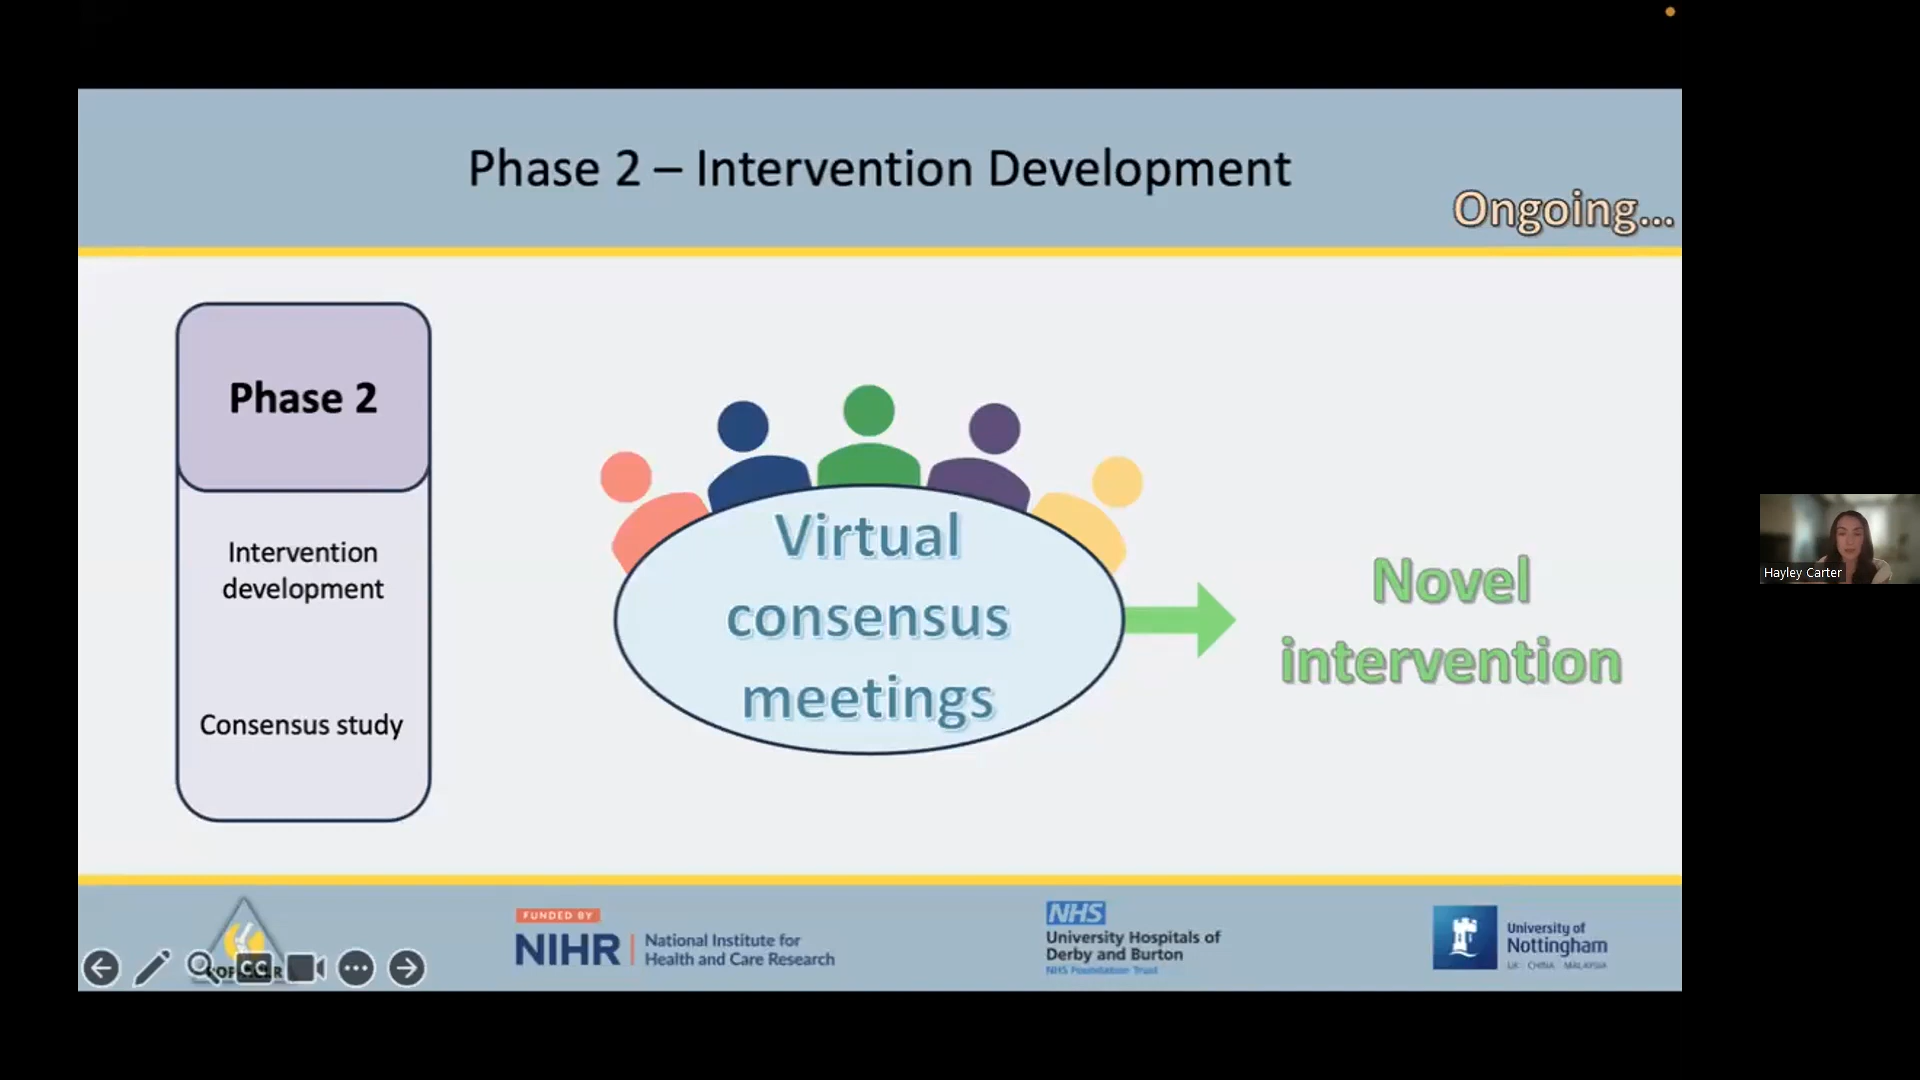 Phase 2 – Intervention Development
Ongoing...
Phase 2
Intervention
development
Consensus study
Virtual
consensus
meetings
Novel
intervention
Hayley Carter
FUNDED BY
NIHR
National Institute for
Health and Care Research
NHS
University Hospitals of
Derby and Burton
NHS Foundation Trust
University of
Nottingham
UK | CHINA | MALAYSIA
CC